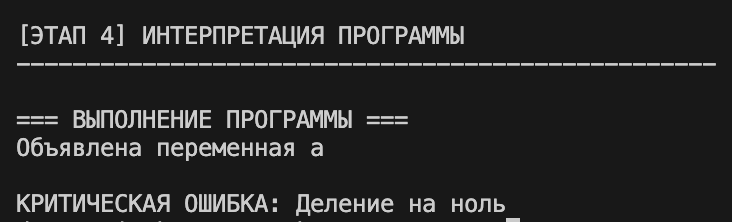 [ЭТАП 4] ИНТЕРПРЕТАЦИЯ ПРОГРАММЫ
--------------------------------------------------
=== ВЫПОЛНЕНИЕ ПРОГРАММЫ ===
Объявлена переменная a
КРИТИЧЕСКАЯ ОШИБКА: Деление на ноль